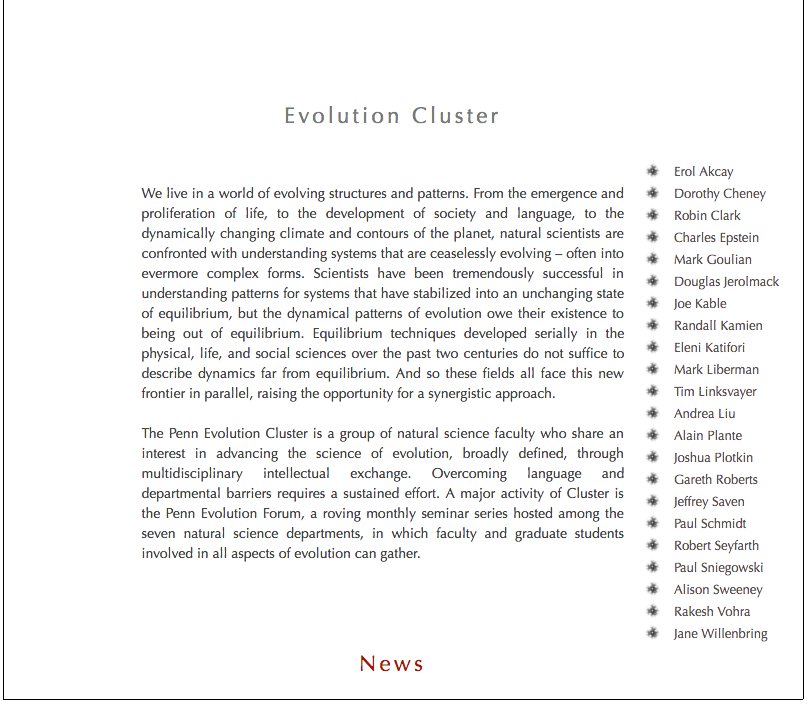 Evolution Cluster
We live in a world of evolving structures and patterns. From the emergence and
proliferation of life, to the development of society and language, to the
dynamically changing climate and contours of the planet, natural scientists are
confronted with understanding systems that are ceaselessly evolving – often into
evermore complex forms. Scientists have been tremendously successful in
understanding patterns for systems that have stabilized into an unchanging state
of equilibrium, but the dynamical patterns of evolution owe their existence to
being out of equilibrium. Equilibrium techniques developed serially in the
physical, life, and social sciences over the past two centuries do not suffice to
describe dynamics far from equilibrium. And so these fields all face this new
frontier in parallel, raising the opportunity for a synergistic approach.
The Penn Evolution Cluster is a group of natural science faculty who share an
interest in advancing the science of evolution, broadly defined, through
multidisciplinary intellectual exchange. Overcoming language and
departmental barriers requires a sustained effort. A major activity of Cluster is
the Penn Evolution Forum, a roving monthly seminar series hosted among the
seven natural science departments, in which faculty and graduate students
involved in all aspects of evolution can gather.
Erol Akcay
Dorothy Cheney
Robin Clark
Charles Epstein
Mark Goulian
Douglas Jerolmack
Joe Kable
Randall Kamien
Eleni Katifori
Mark Liberman
Tim Linksvayer
Andrea Liu
Alain Plante
Joshua Plotkin
Gareth Roberts
Jeffrey Saven
Paul Schmidt
Robert Seyfarth
Paul Sniegowski
Alison Sweeney
Rakesh Vohra
Jane Willenbring
News